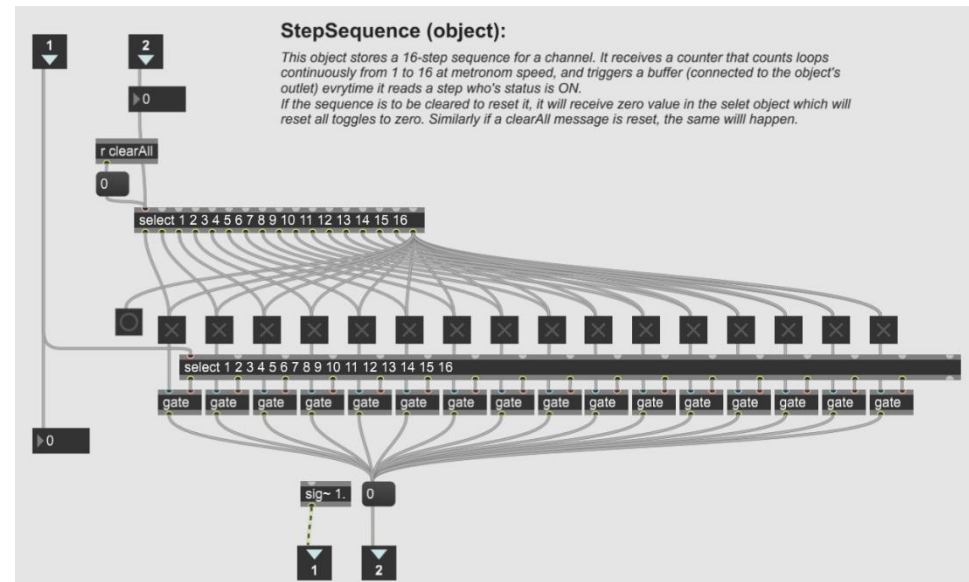 StepSequence (object):
This object stores a 16-step sequence for a channel. It receives a counter that counts loops
continuously from 1 to 16 at metronom speed, and triggers a buffer (connected to the object's
outlet) evrytime it reads a step who's status is ON.
If the sequence is to be cleared to reset it, it will receive zero value in the selet object which will
reset all toggles to zero. Similarly if a clearAll message is reset, the same willl happen.
1
2
0
r clearAll
0
select 1 2 3 4 5 6 7 8 9 10 11 12 13 14 15 16
select 1 2 3 4 5 6 7 8 9 10 11 12 13 14 15 16
gate gate gate gate gate gate gate gate gate gate gate gate gate gate gate gate
0
sig~ 1. 0
1 2